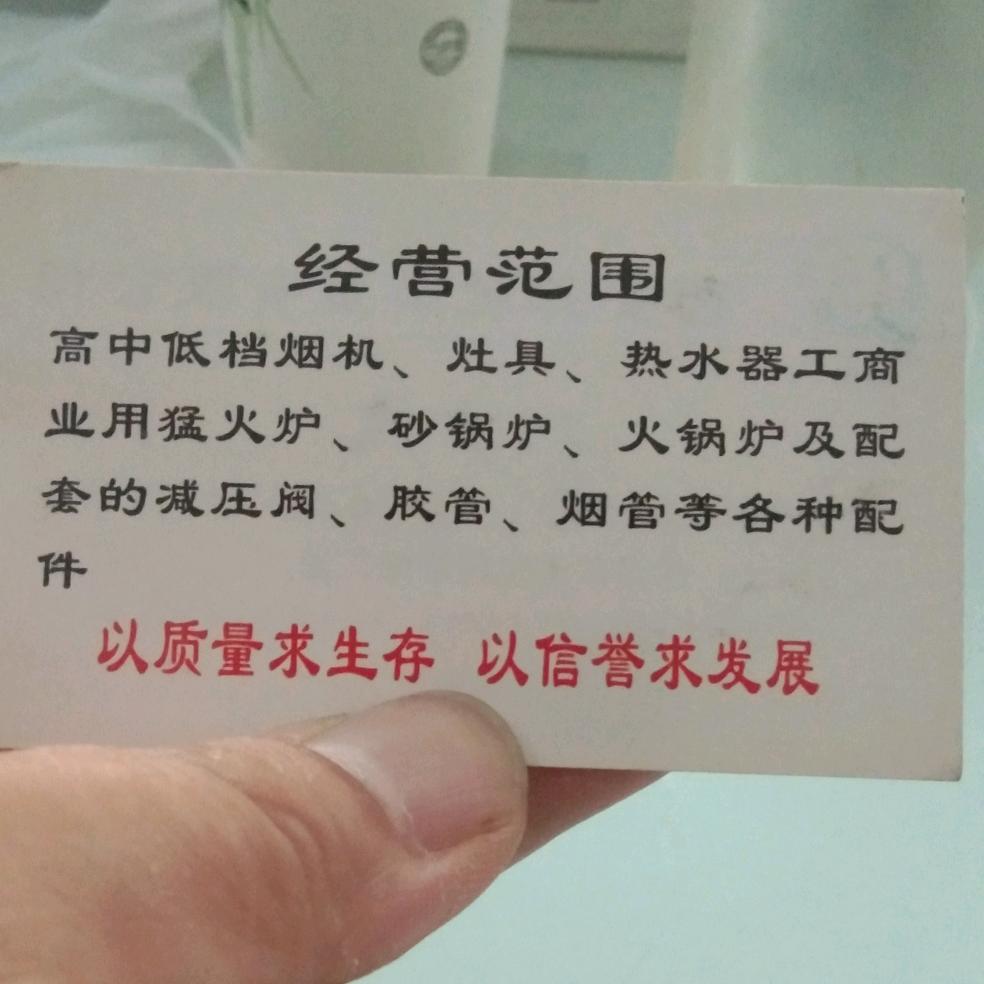 经营范围
高中低档烟机、灶具、热水器工商
业用猛火炉、砂锅炉、火锅炉及配
套的减压阀、胶管、烟管等各种配
件
以质量求生存 以信誉求发展